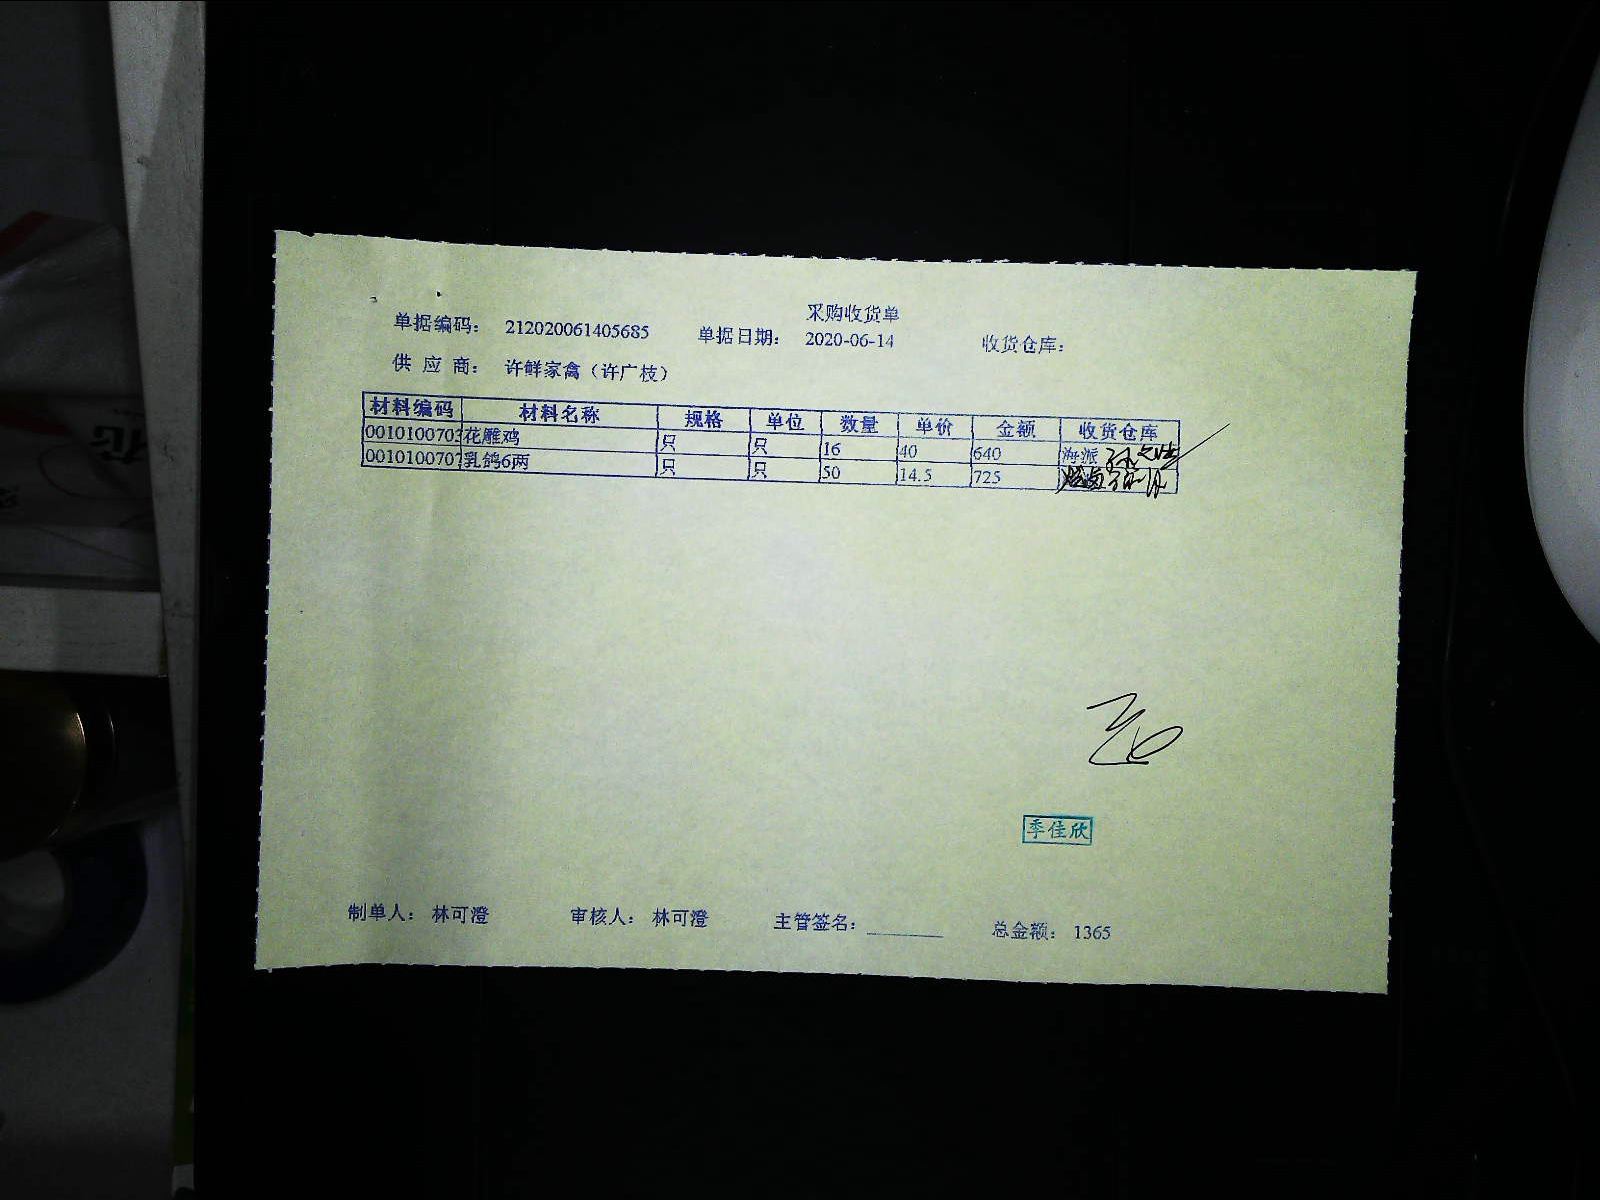 采购收货单
单据编码： 212020061405685 单据日期： 2020-06-14 收货仓库：
供 应 商： 许鲜家禽（许广枝）
材料编码 材料名称 规格 单位 数量 单价 金额 收货仓库
0010100703 花雕鸡 只 只 16 40 640 海派
0010100707 乳鸽6两 只 只 50 14.5 725
季佳欣
制单人： 林可澄 审核人： 林可澄 主管签名： 总金额： 1365